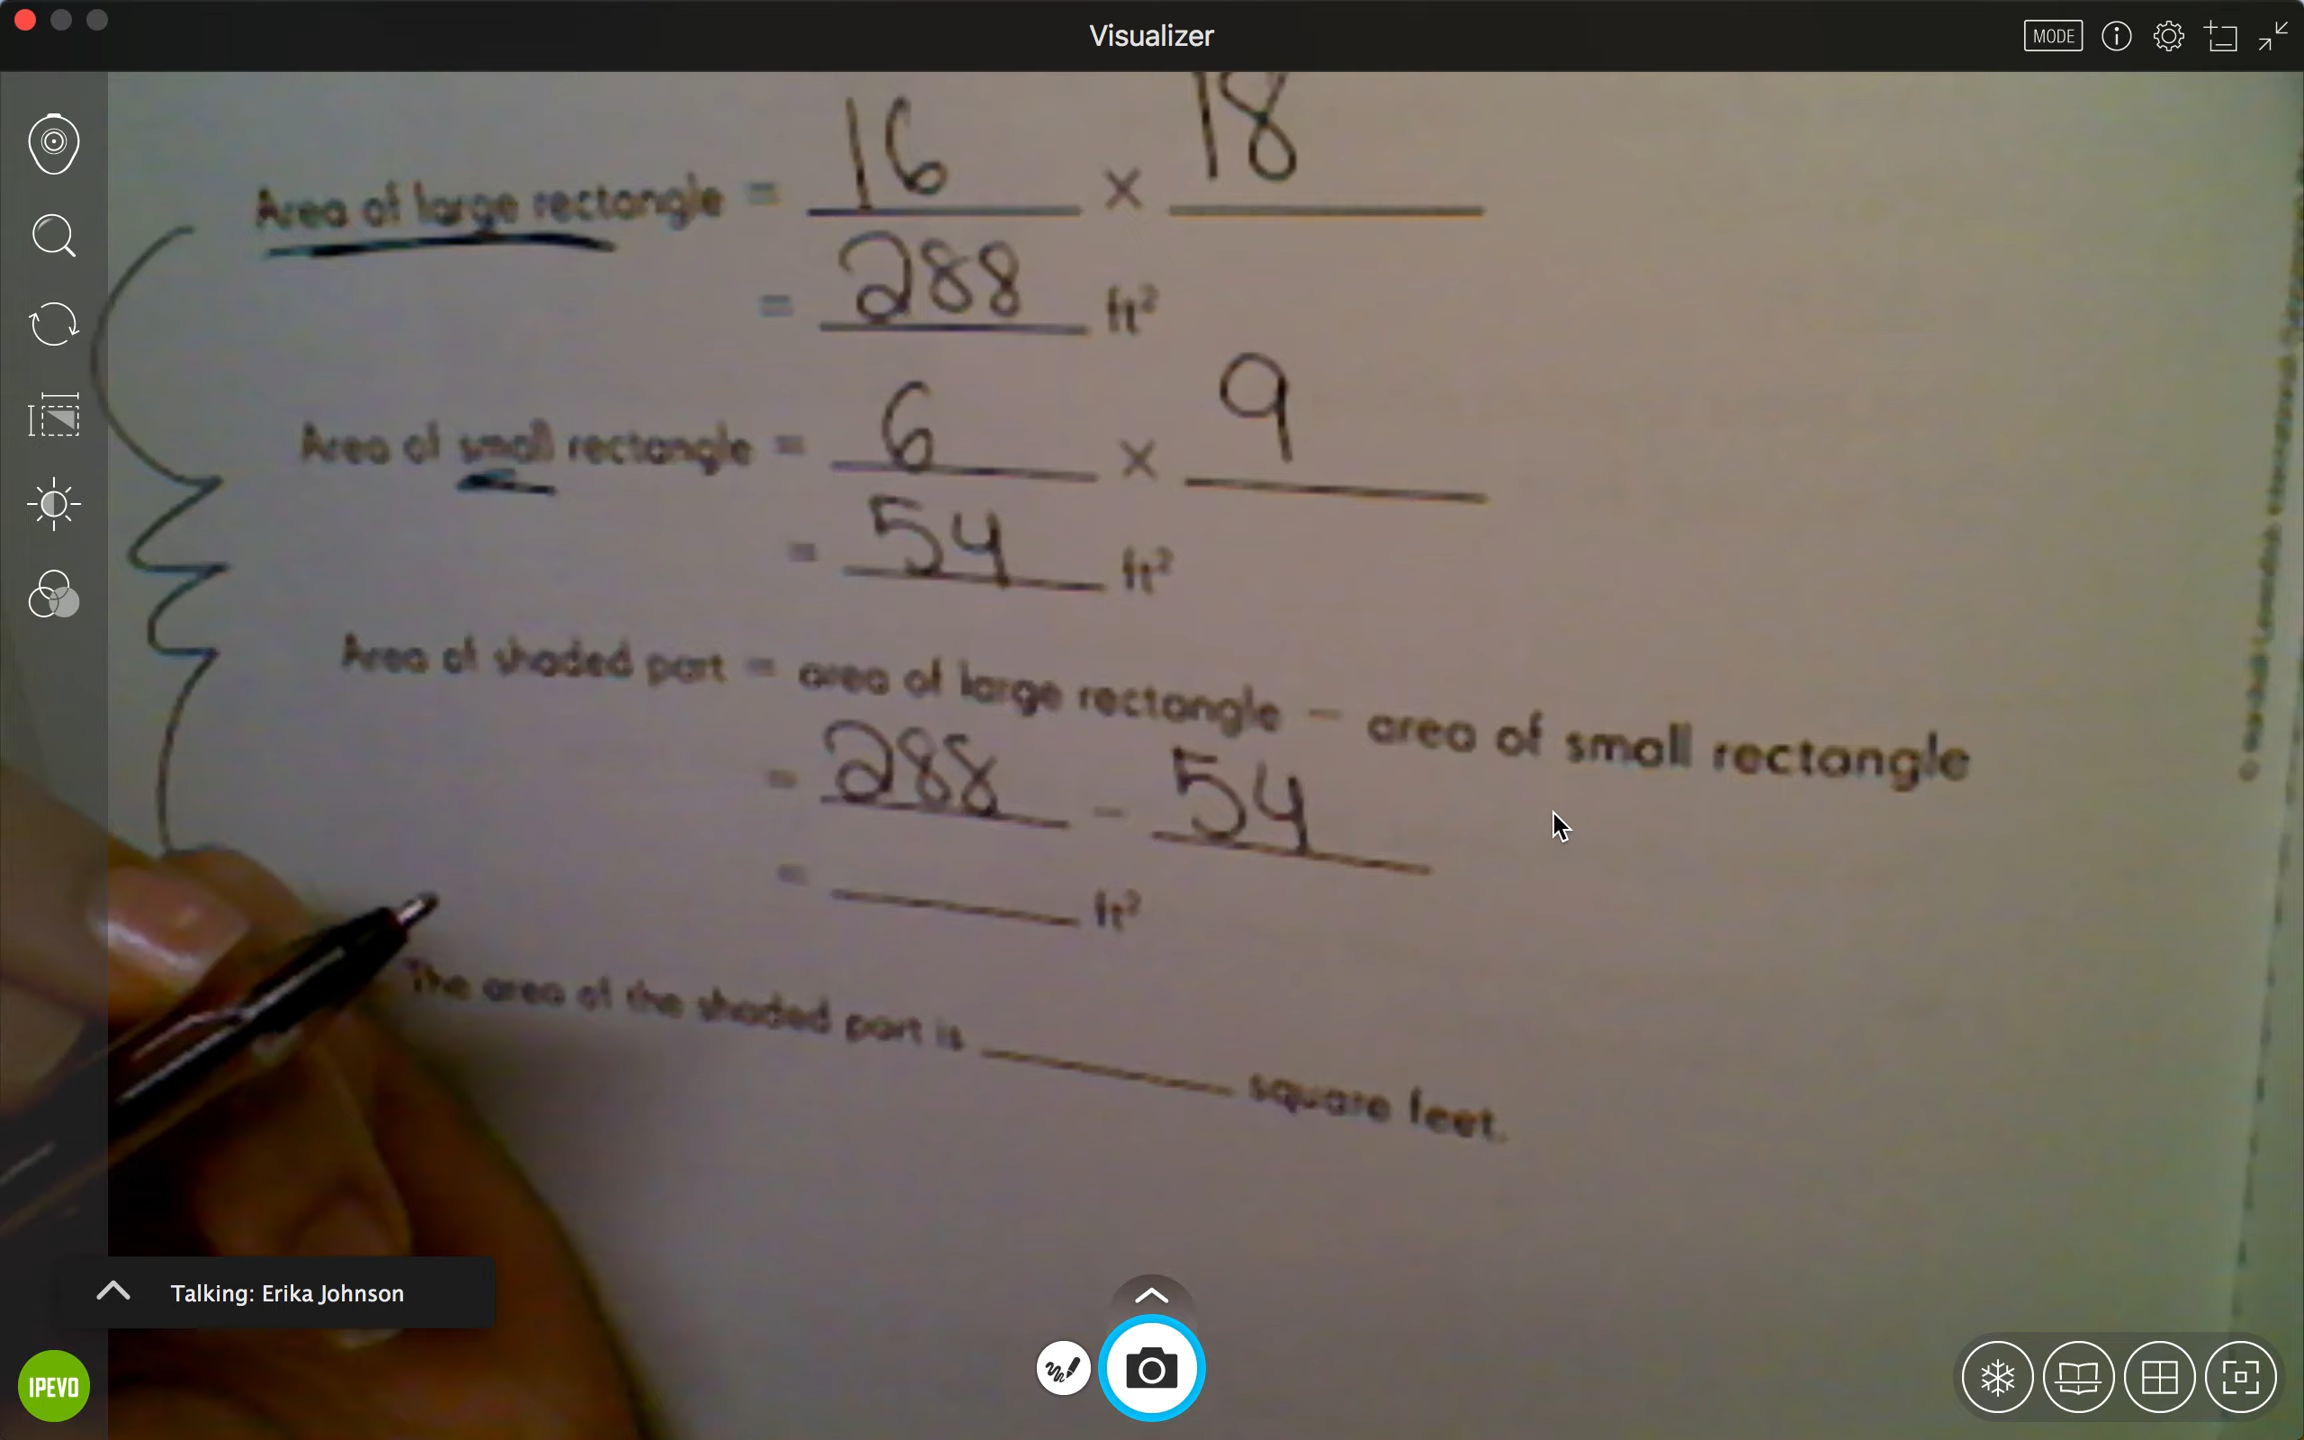 Visualizer
MODE
Area of large rectangle = 16 × 18
= 288 ft²
Area of small rectangle = 6 × 9
= 54 ft²
Area of shaded part = area of large rectangle − area of small rectangle
= 288 − 54
= ft²
The area of the shaded part is square feet.
Talking: Erika Johnson
IPEVO